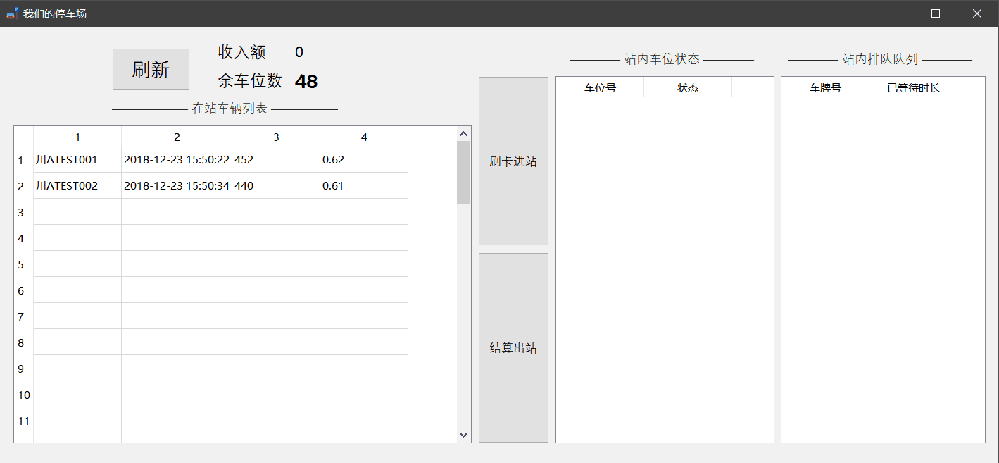 我们的停车场
刷新
收入额 0
余车位数 48
在站车辆列表
1 2 3 4
1 川ATEST001 2018-12-23 15:50:22 452 0.62
2 川ATEST002 2018-12-23 15:50:34 440 0.61
3
4
5
6
7
8
9
10
11
刷卡进站
结算出站
站内车位状态
车位号 状态
站内排队队列
车牌号 已等待时长